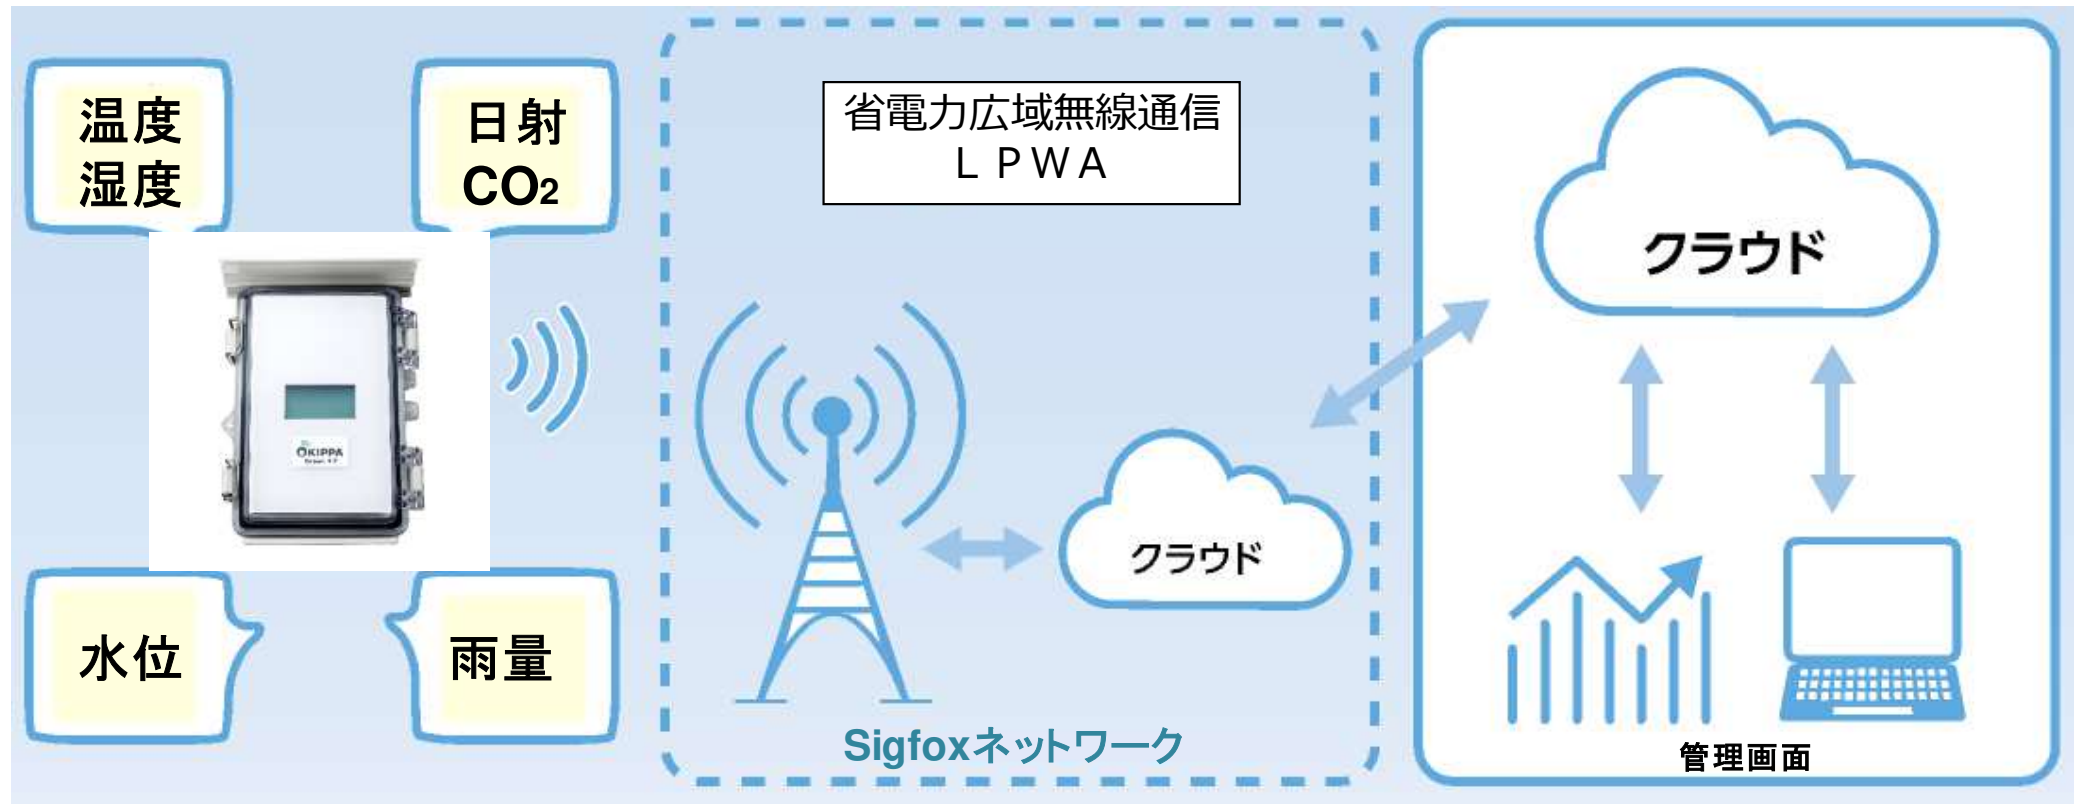 温度
湿度
日射
CO₂
OKIPPA
水位
雨量
省電力広域無線通信
ＬＰＷＡ
クラウド
Sigfoxネットワーク
クラウド
管理画面